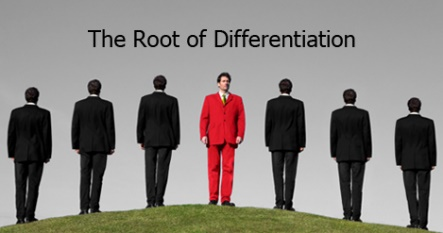 The Root of Differentiation